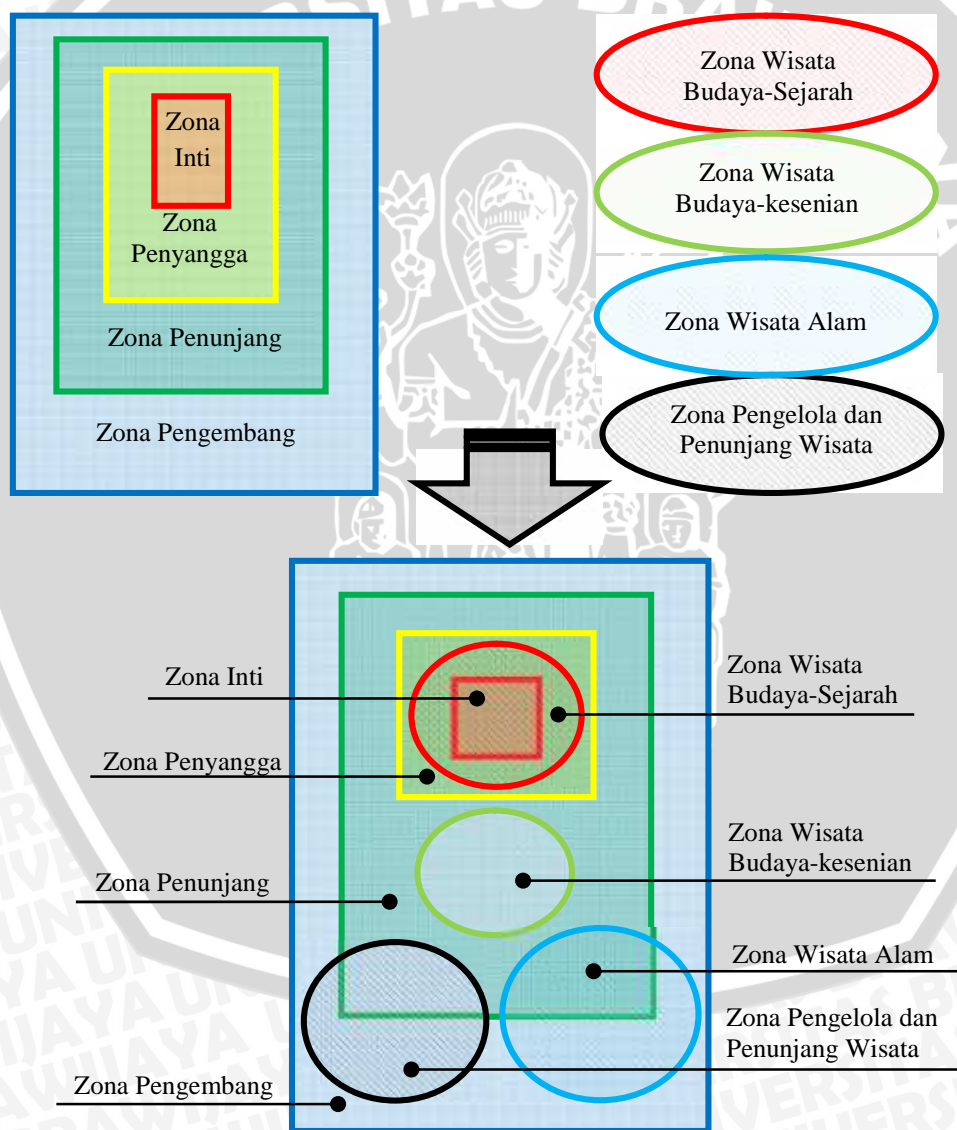 Zona
Inti
Zona
Penyangga
Zona Penunjang
Zona Pengembang
Zona Wisata
Budaya-Sejarah
Zona Wisata
Budaya-kesenian
Zona Wisata Alam
Zona Pengelola dan
Penunjang Wisata
Zona Inti
Zona Penyangga
Zona Penunjang
Zona Pengembang
Zona Wisata
Budaya-Sejarah
Zona Wisata
Budaya-kesenian
Zona Wisata Alam
Zona Pengelola dan
Penunjang Wisata